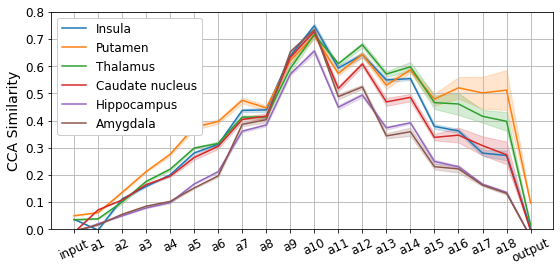 0.8
0.7
0.6
0.5
0.4
0.3
0.2
0.1
0.0
CCA Similarity
Insula
Putamen
Thalamus
Caudate nucleus
Hippocampus
Amygdala
input a1 a2 a3 a4 a5 a6 a7 a8 a9 a10 a11 a12 a13 a14 a15 a16 a17 a18 output